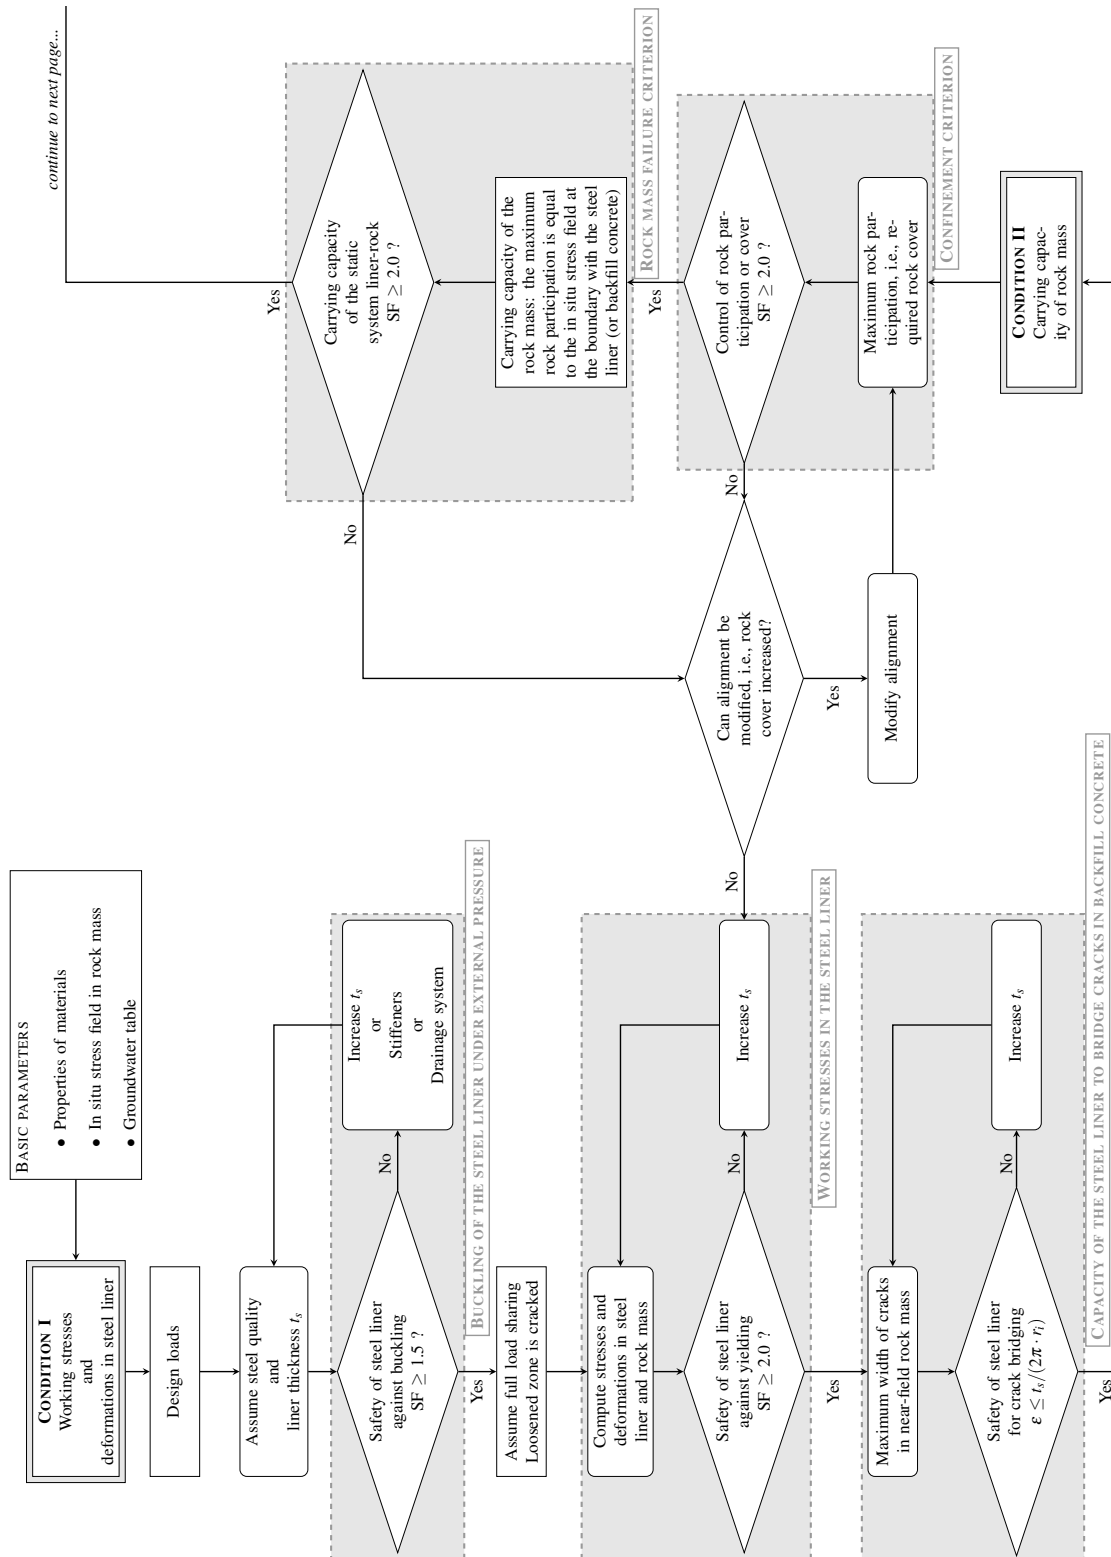 BASIC PARAMETERS
• Properties of materials
• In situ stress field in rock mass
• Groundwater table
CONDITION I
Working stresses
and
deformations in steel liner
Design loads
Assume steel quality
and
liner thickness tₛ
Safety of steel liner
against buckling
SF ≥ 1.5 ?
No
Increase tₛ
or
Stiffeners
or
Drainage system
BUCKLING OF THE STEEL LINER UNDER EXTERNAL PRESSURE
Yes
Assume full load sharing
Loosened zone is cracked
Compute stresses and
deformations in steel
liner and rock mass
Safety of steel liner
against yielding
SF ≥ 2.0 ?
No
Increase tₛ
WORKING STRESSES IN THE STEEL LINER
Yes
Maximum width of cracks
in near-field rock mass
Safety of steel liner
for crack bridging
ε ≤ tₛ/(2π · rᵢ)
No
Increase tₛ
CAPACITY OF THE STEEL LINER TO BRIDGE CRACKS IN BACKFILL CONCRETE
Yes
CONDITION II
Carrying capac-
ity of rock mass
Maximum rock par-
ticipation, i.e., re-
quired rock cover
CONFINEMENT CRITERION
Control of rock par-
ticipation or cover
SF ≥ 2.0 ?
No
Can alignment be
modified, i.e., rock
cover increased?
No
Yes
Modify alignment
Yes
Carrying capacity of the
rock mass: the maximum
rock participation is equal
to the in situ stress field at
the boundary with the steel
liner (or backfill concrete)
ROCK MASS FAILURE CRITERION
Carrying capacity
of the static
system liner-rock
SF ≥ 2.0 ?
No
Yes
continue to next page...